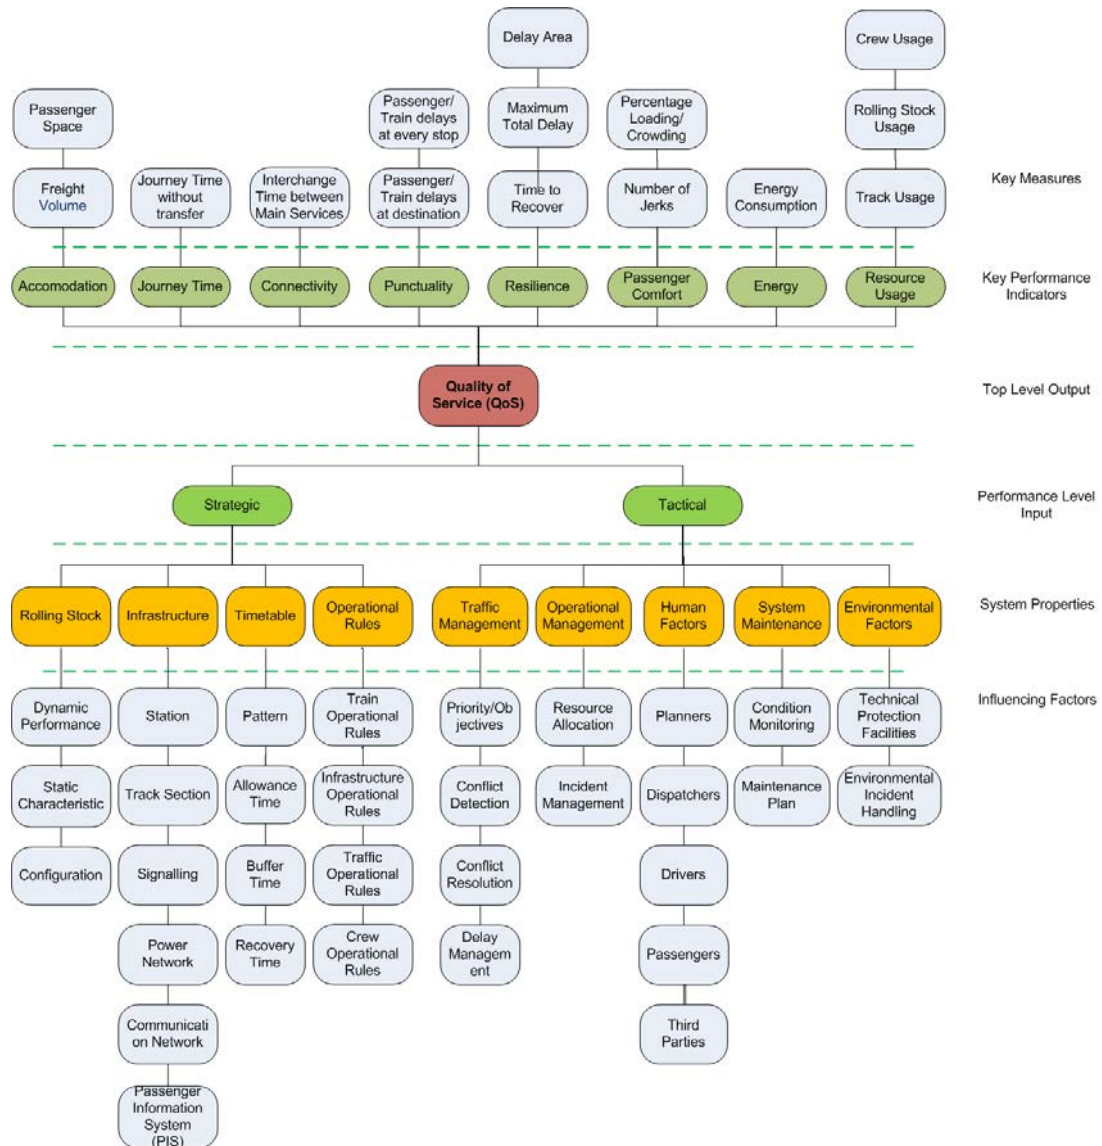 Delay Area
Crew Usage
Passenger
Space
Passenger/
Train delays
at every stop
Maximum
Total Delay
Percentage
Loading/
Crowding
Rolling Stock
Usage
Freight
Volume
Journey Time
without
transfer
Interchange
Time between
Main Services
Passenger/
Train delays
at destination
Time to
Recover
Number of
Jerks
Energy
Consumption
Track Usage
Key Measures
Accomodation
Journey Time
Connectivity
Punctuality
Resilience
Passenger
Comfort
Energy
Resource
Usage
Key Performance
Indicators
Quality of
Service (QoS)
Top Level Output
Strategic
Tactical
Performance Level
Input
Rolling Stock
Infrastructure
Timetable
Operational
Rules
Traffic
Management
Operational
Management
Human
Factors
System
Maintenance
Environmental
Factors
System Properties
Dynamic
Performance
Station
Pattern
Train
Operational
Rules
Priority/Ob
jectives
Resource
Allocation
Planners
Condition
Monitoring
Technical
Protection
Facilities
Influencing Factors
Static
Characteristic
Track Section
Allowance
Time
Infrastructure
Operational
Rules
Conflict
Detection
Incident
Management
Dispatchers
Maintenance
Plan
Environmental
Incident
Handling
Configuration
Signalling
Buffer
Time
Traffic
Operational
Rules
Conflict
Resolution
Drivers
Power
Network
Recovery
Time
Crew
Operational
Rules
Delay
Managem
ent
Passengers
Communicati
on Network
Third
Parties
Passenger
Information
System
(PIS)